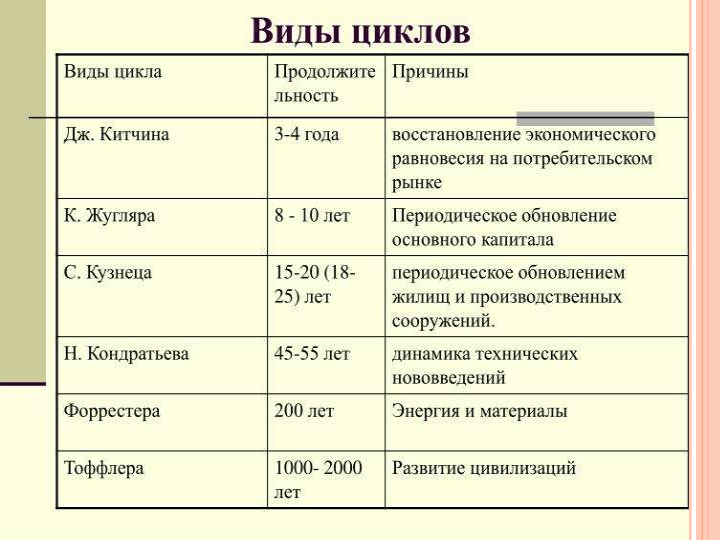 Виды циклов
Виды цикла
Продолжите
льность
Причины
Дж. Китчина
3-4 года
восстановление экономического
равновесия на потребительском
рынке
К. Жугляра
8 - 10 лет
Периодическое обновление
основного капитала
С. Кузнеца
15-20 (18-
25) лет
периодическое обновлением
жилищ и производственных
сооружений.
Н. Кондратьева
45-55 лет
динамика технических
нововведений
Форрестера
200 лет
Энергия и материалы
Тоффлера
1000- 2000
лет
Развитие цивилизаций